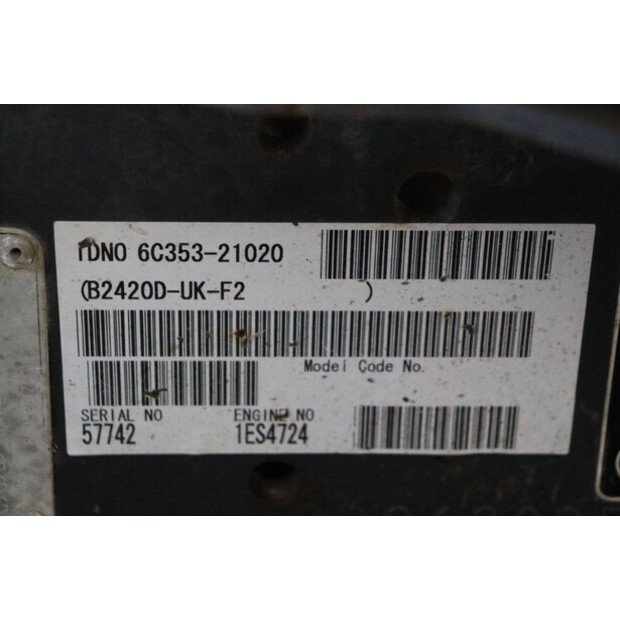 IDNO 6C353-21020
(B2420D-UK-F2 )
Model Code No.
SERIAL NO ENGINE NO
57742 1ES4724